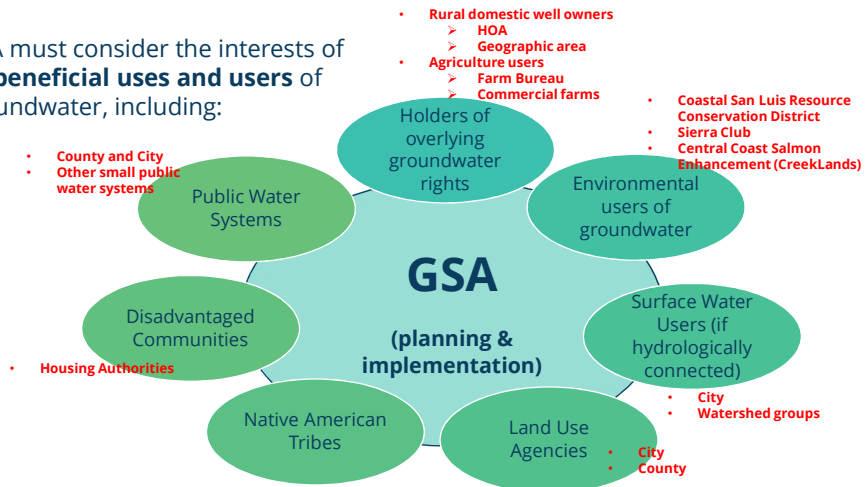 • Rural domestic well owners
➢ HOA
➢ Geographic area
• Agriculture users
➢ Farm Bureau
➢ Commercial farms
must consider the interests of
beneficial uses and users of
including:
• County and City
• Other small public
water systems
Public Water
Systems
Holders of
overlying
groundwater
rights
• Coastal San Luis Resource
Conservation District
• Sierra Club
• Central Coast Salmon
Enhancement (CreekLands)
Environmental
users of
groundwater
GSA
(planning &
implementation)
Disadvantaged
Communities
• Housing Authorities
Surface Water
Users (if
hydrologically
connected)
• City
• Watershed groups
Native American
Tribes
Land Use
Agencies
• City
• County